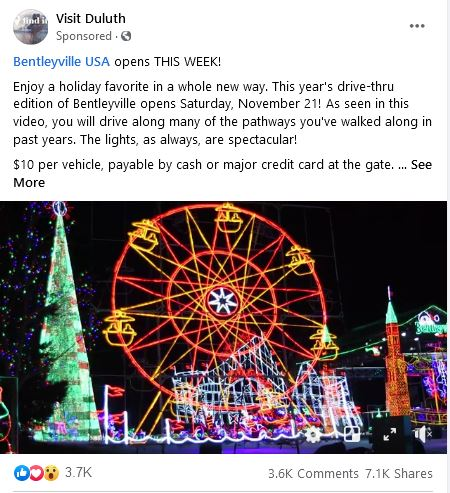 find it
Visit Duluth
Sponsored ·
Bentleyville USA opens THIS WEEK!
Enjoy a holiday favorite in a whole new way. This year's drive-thru
edition of Bentleyville opens Saturday, November 21! As seen in this
video, you will drive along many of the pathways you've walked along in
past years. The lights, as always, are spectacular!
$10 per vehicle, payable by cash or major credit card at the gate. ... See
More
3.7K
3.6K Comments 7.1K Shares